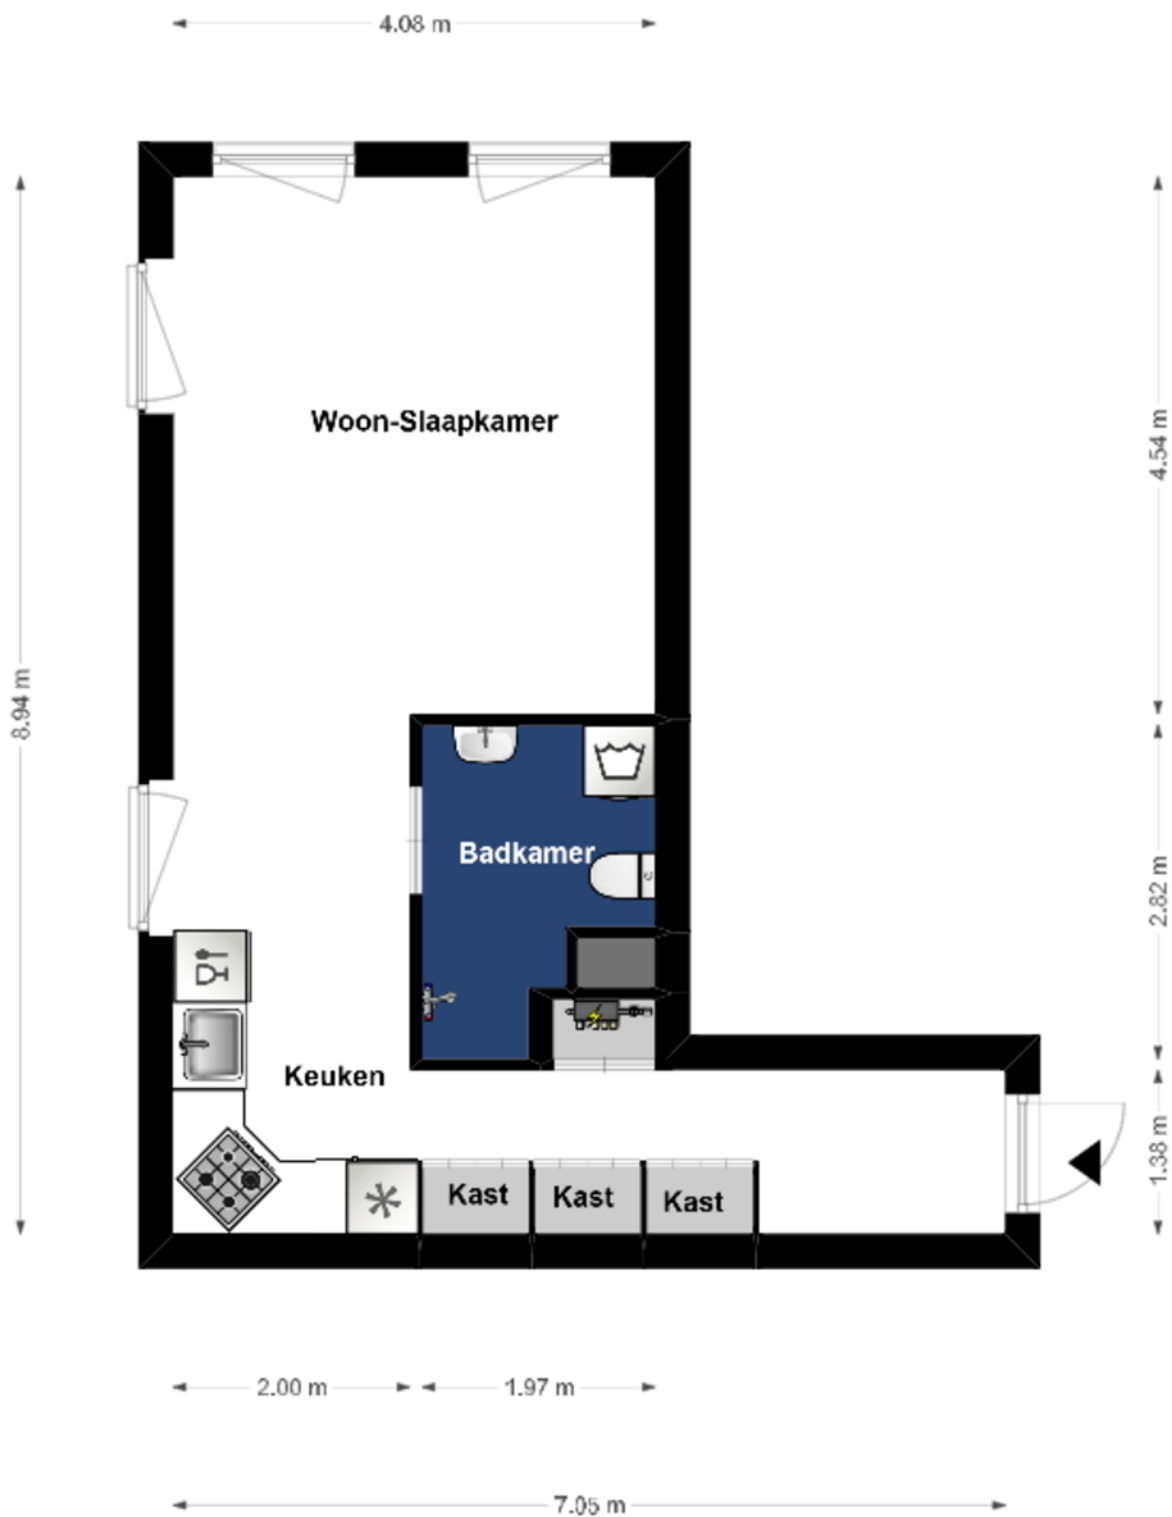 4.08 m
Woon-Slaapkamer
4.54 m
8.94 m
Badkamer
2.82 m
Keuken
1.38 m
Kast
Kast
Kast
2.00 m
1.97 m
7.05 m